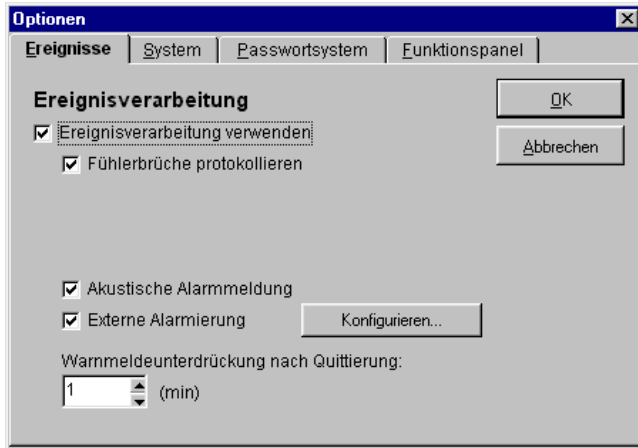 Optionen
Ereignisse System Passwortsystem Funktionspanel
Ereignisverarbeitung
OK
Ereignisverarbeitung verwenden
Abbrechen
Fühlerbrüche protokollieren
Akustische Alarmmeldung
Externe Alarmierung Konfigurieren...
Warnmeldeunterdrückung nach Quittierung:
1 (min)